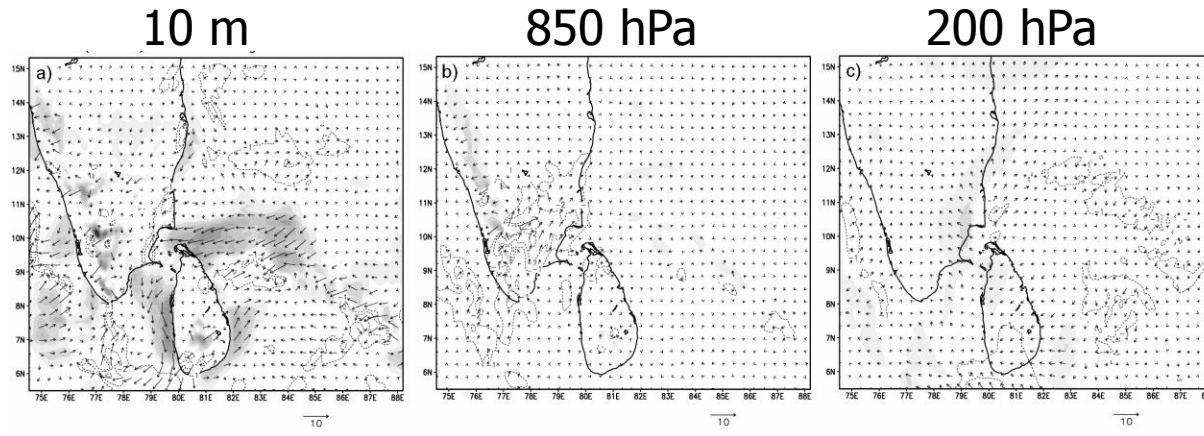 10 m
850 hPa
200 hPa
a)
b)
c)
15N
14N
13N
12N
11N
10N
9N
8N
7N
6N
75E 76E 77E 78E 79E 80E 81E 82E 83E 84E 85E 86E 87E 88E
10
15N
14N
13N
12N
11N
10N
9N
8N
7N
6N
75E 76E 77E 78E 79E 80E 81E 82E 83E 84E 85E 86E 87E 88E
10
15N
14N
13N
12N
11N
10N
9N
8N
7N
6N
75E 76E 77E 78E 79E 80E 81E 82E 83E 84E 85E 86E 87E
10